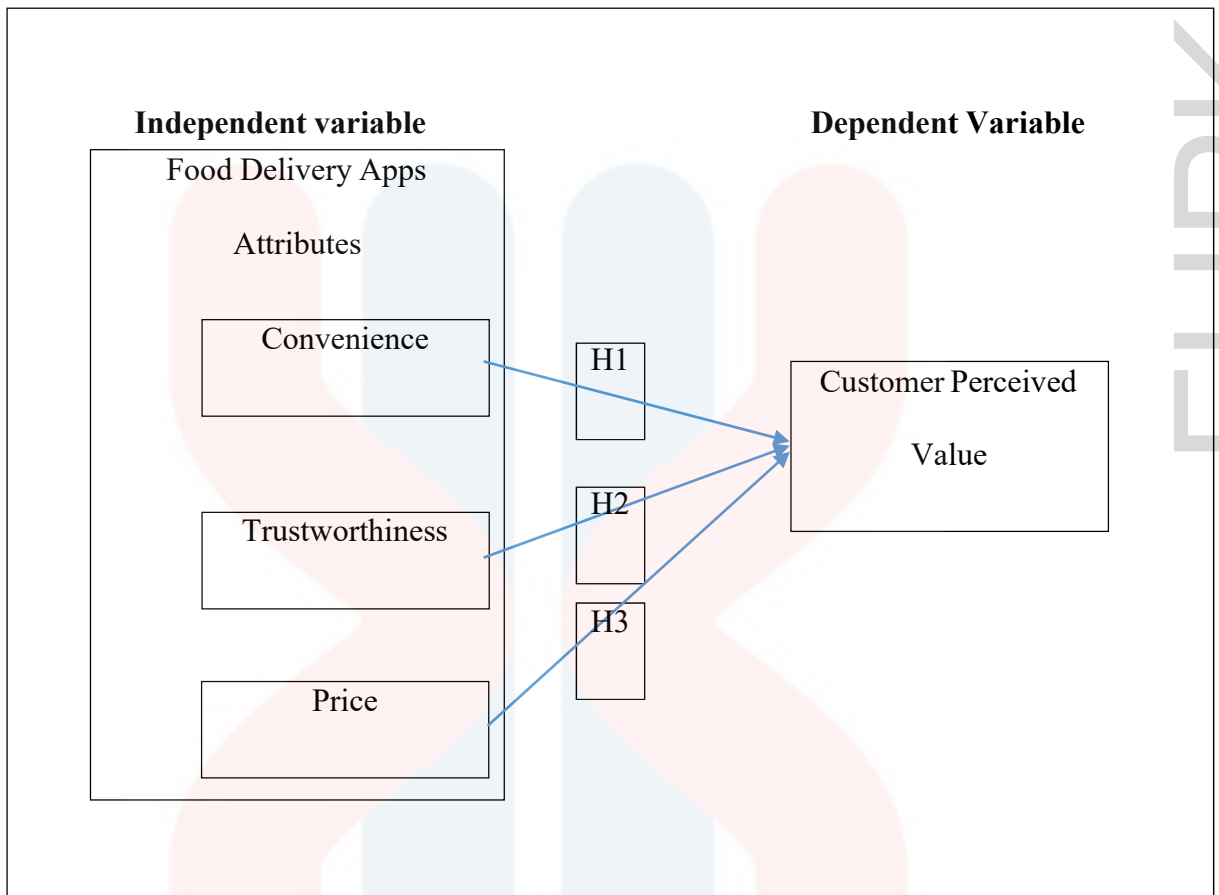 Independent variable
Dependent Variable
Food Delivery Apps
Attributes
Convenience
H1
Customer Perceived
Value
Trustworthiness
H2
H3
Price